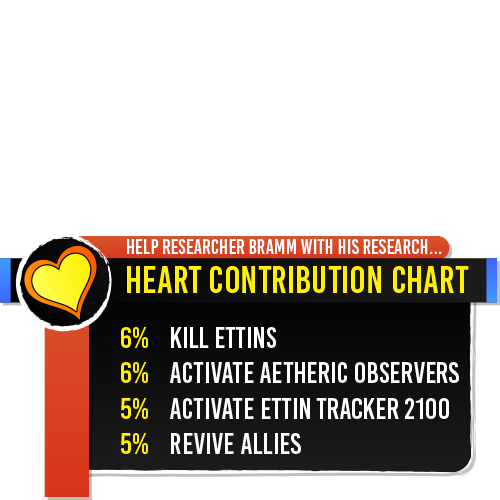 HELP RESEARCHER BRAMM WITH HIS RESEARCH...
HEART CONTRIBUTION CHART
6% KILL ETTINS
6% ACTIVATE AETHERIC OBSERVERS
5% ACTIVATE ETTIN TRACKER 2100
5% REVIVE ALLIES